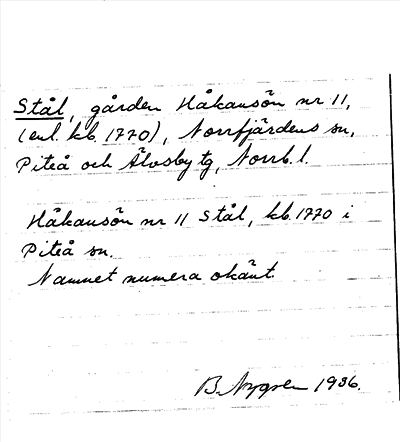 Stål, gården Håkansön nr 11,
(enl. kb. 1770), Norrfjärdens sn,
Piteå och Älvsby tg, Norrb. l.
Håkansön nr 11 Stål, kb. 1770 i
Piteå sn.
Namnet numera okänt.
B. Nygren 1936.